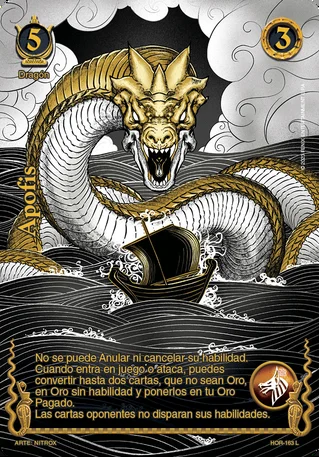 5
3
Dragón
Apofis
No se puede Anular ni cancelar su habilidad.
Cuando entra en juego o ataca, puedes
convertir hasta dos cartas, que no sean Oro,
en Oro sin habilidad y ponerlos en tu Oro
Pagado.
Las cartas oponentes no disparan sus habilidades.
ARTE: NITROX
HOR-163 L